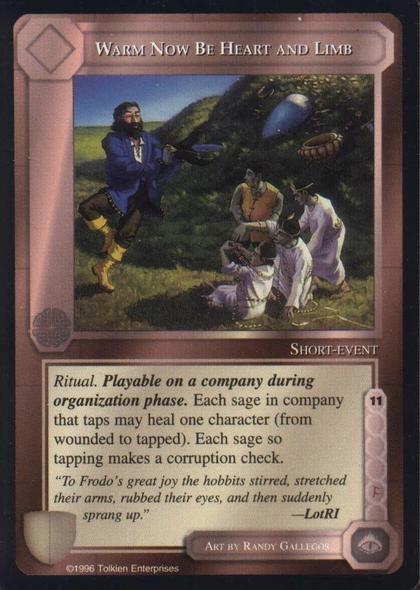 Warm Now Be Heart and Limb
Short-event
Ritual. Playable on a company during
organization phase. Each sage in company
that taps may heal one character (from
wounded to tapped). Each sage so
tapping makes a corruption check.
11
“To Frodo’s great joy the hobbits stirred, stretched
their arms, rubbed their eyes, and then suddenly
sprang up.” —LotRI
Art by Randy Gallegos
©1996 Tolkien Enterprises